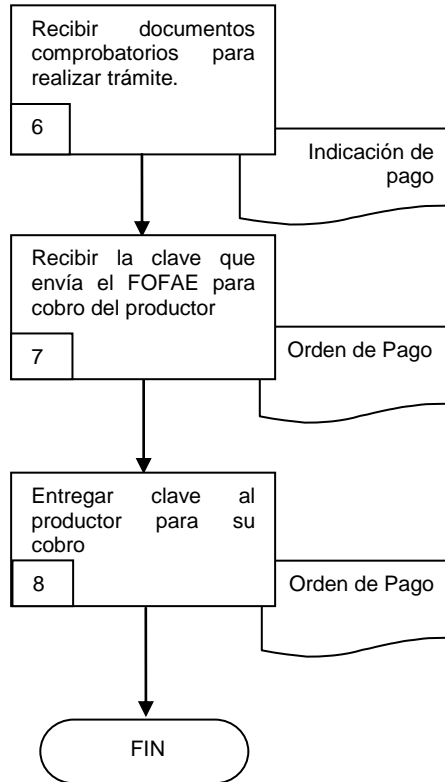 Recibir documentos
comprobatorios para
realizar trámite.
6
Indicación de
pago
Recibir la clave que
envía el FOFAE para
cobro del productor
7
Orden de Pago
Entregar clave al
productor para su
cobro
8
Orden de Pago
FIN